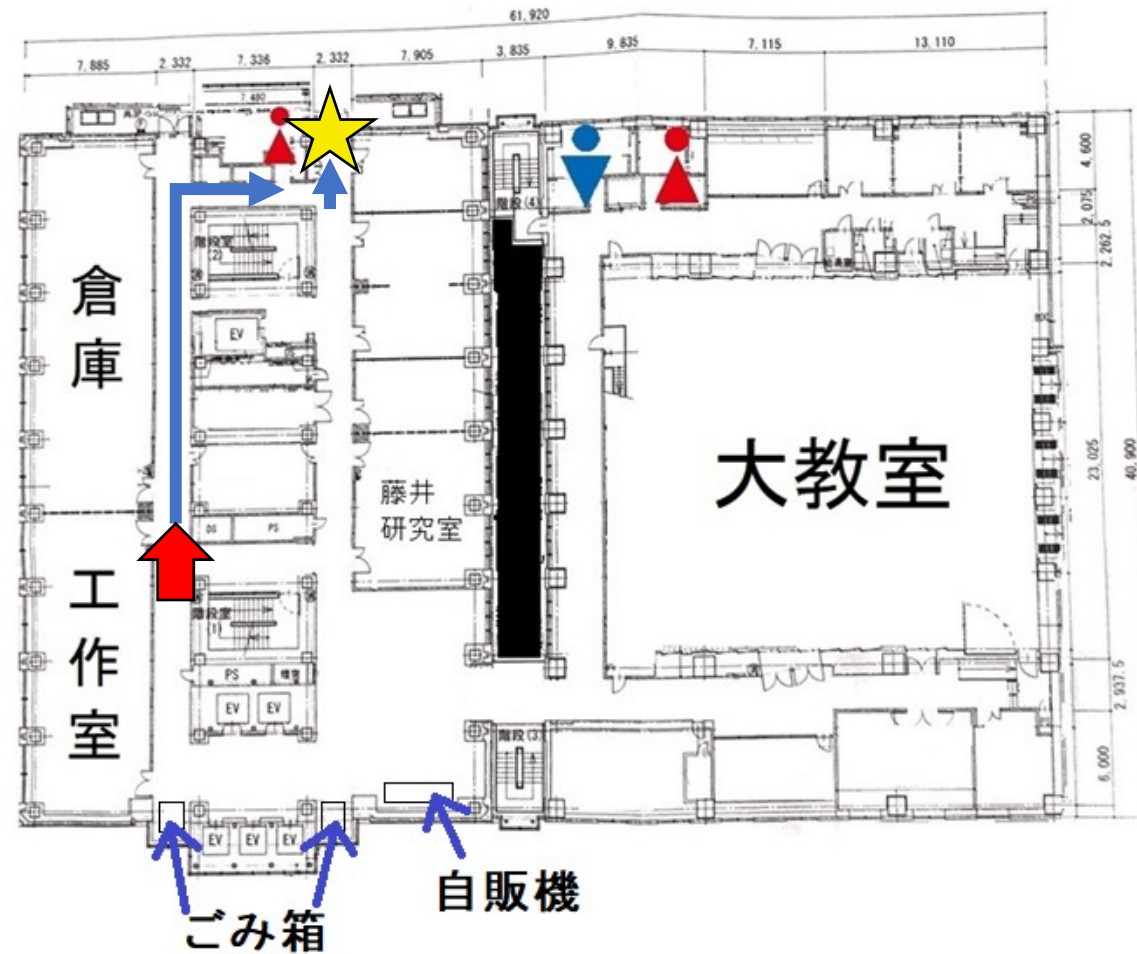 61,920
7,885
2,332
7,336
2,332
7,905
3,835
9,835
7,115
13,110
7,480
4,600
2,075
2,262.5
23,025
40,900
2,937.5
6,000
階段(4)
階段室
(2)
EV
倉
庫
大教室
藤井
研究室
DS
PS
工
作
室
階段室
(1)
PS
EV
EV
階段(3)
EV
EV
EV
自販機
ごみ箱